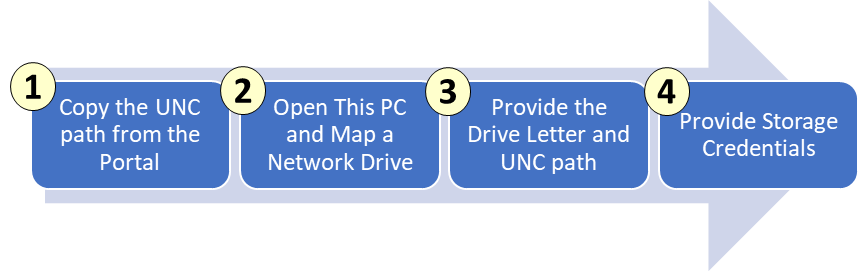 1
Copy the UNC
path from the
Portal
2
Open This PC
and Map a
Network Drive
3
Provide the
Drive Letter and
UNC path
4
Provide Storage
Credentials